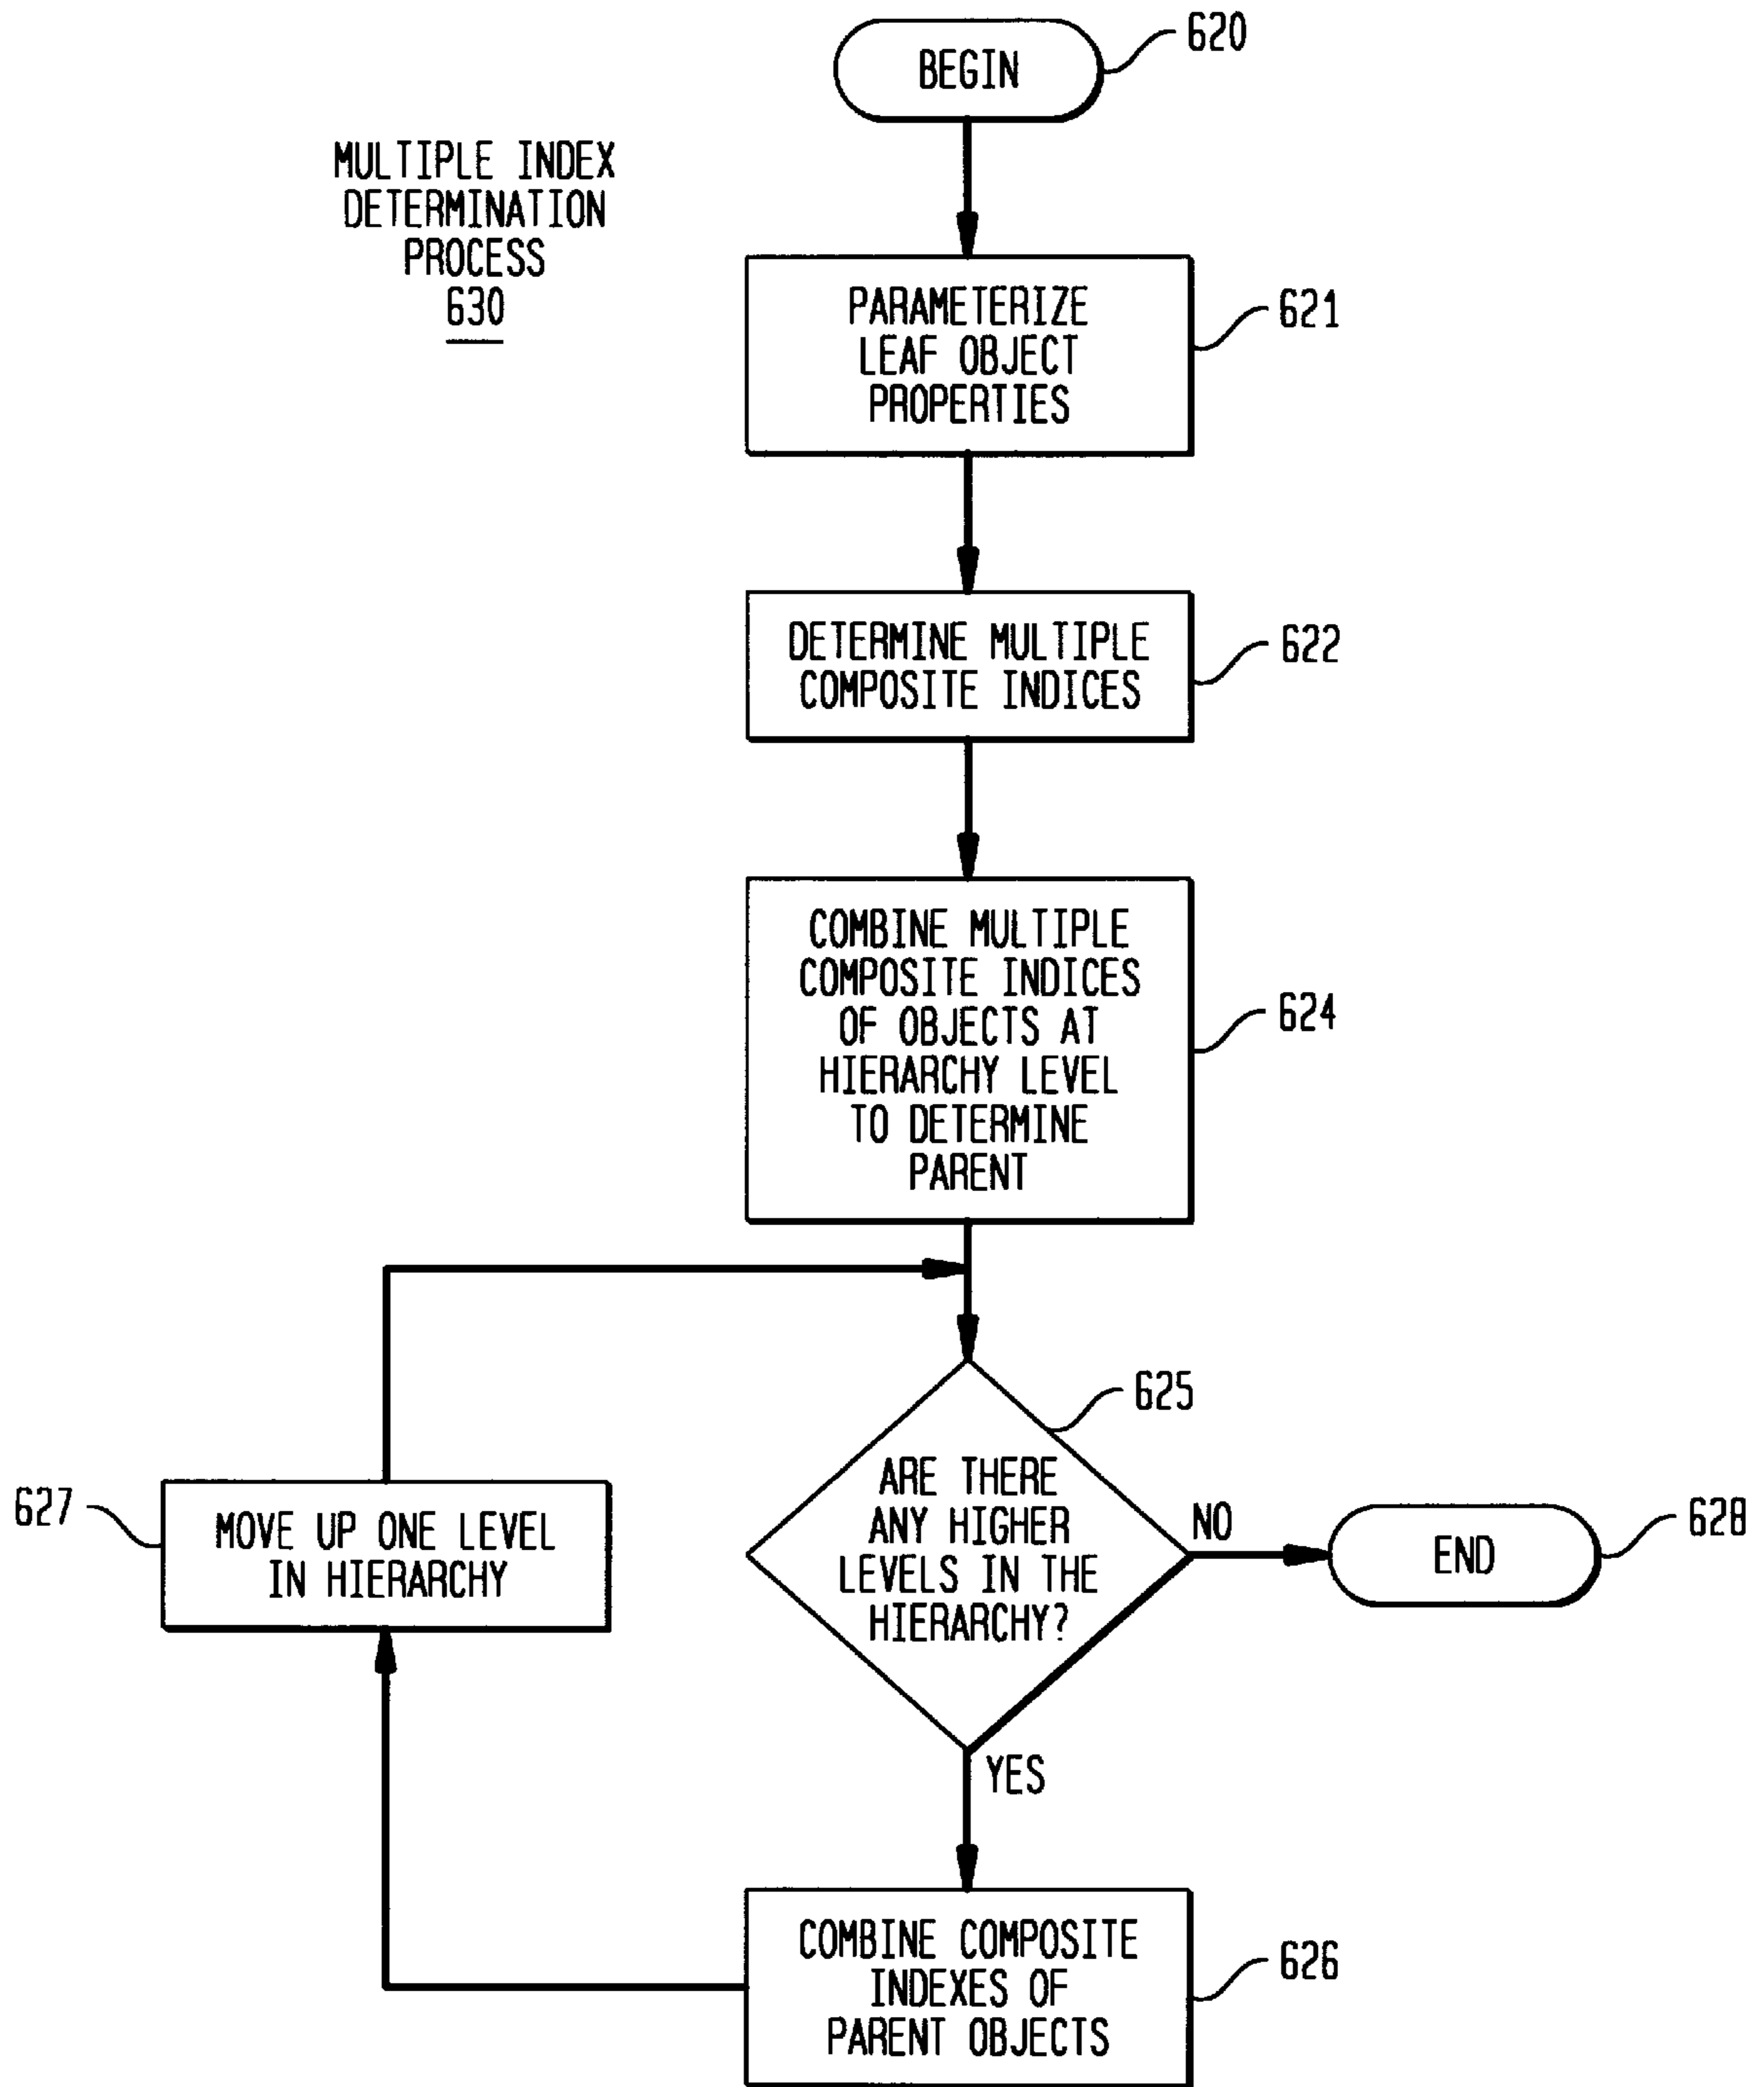 BEGIN
620
MULTIPLE INDEX
DETERMINATION
PROCESS
630
PARAMETERIZE
LEAF OBJECT
PROPERTIES
621
DETERMINE MULTIPLE
COMPOSITE INDICES
622
COMBINE MULTIPLE
COMPOSITE INDICES
OF OBJECTS AT
HIERARCHY LEVEL
TO DETERMINE
PARENT
624
625
ARE THERE
ANY HIGHER
LEVELS IN THE
HIERARCHY?
NO
END
628
627
MOVE UP ONE LEVEL
IN HIERARCHY
YES
COMBINE COMPOSITE
INDEXES OF
PARENT OBJECTS
626